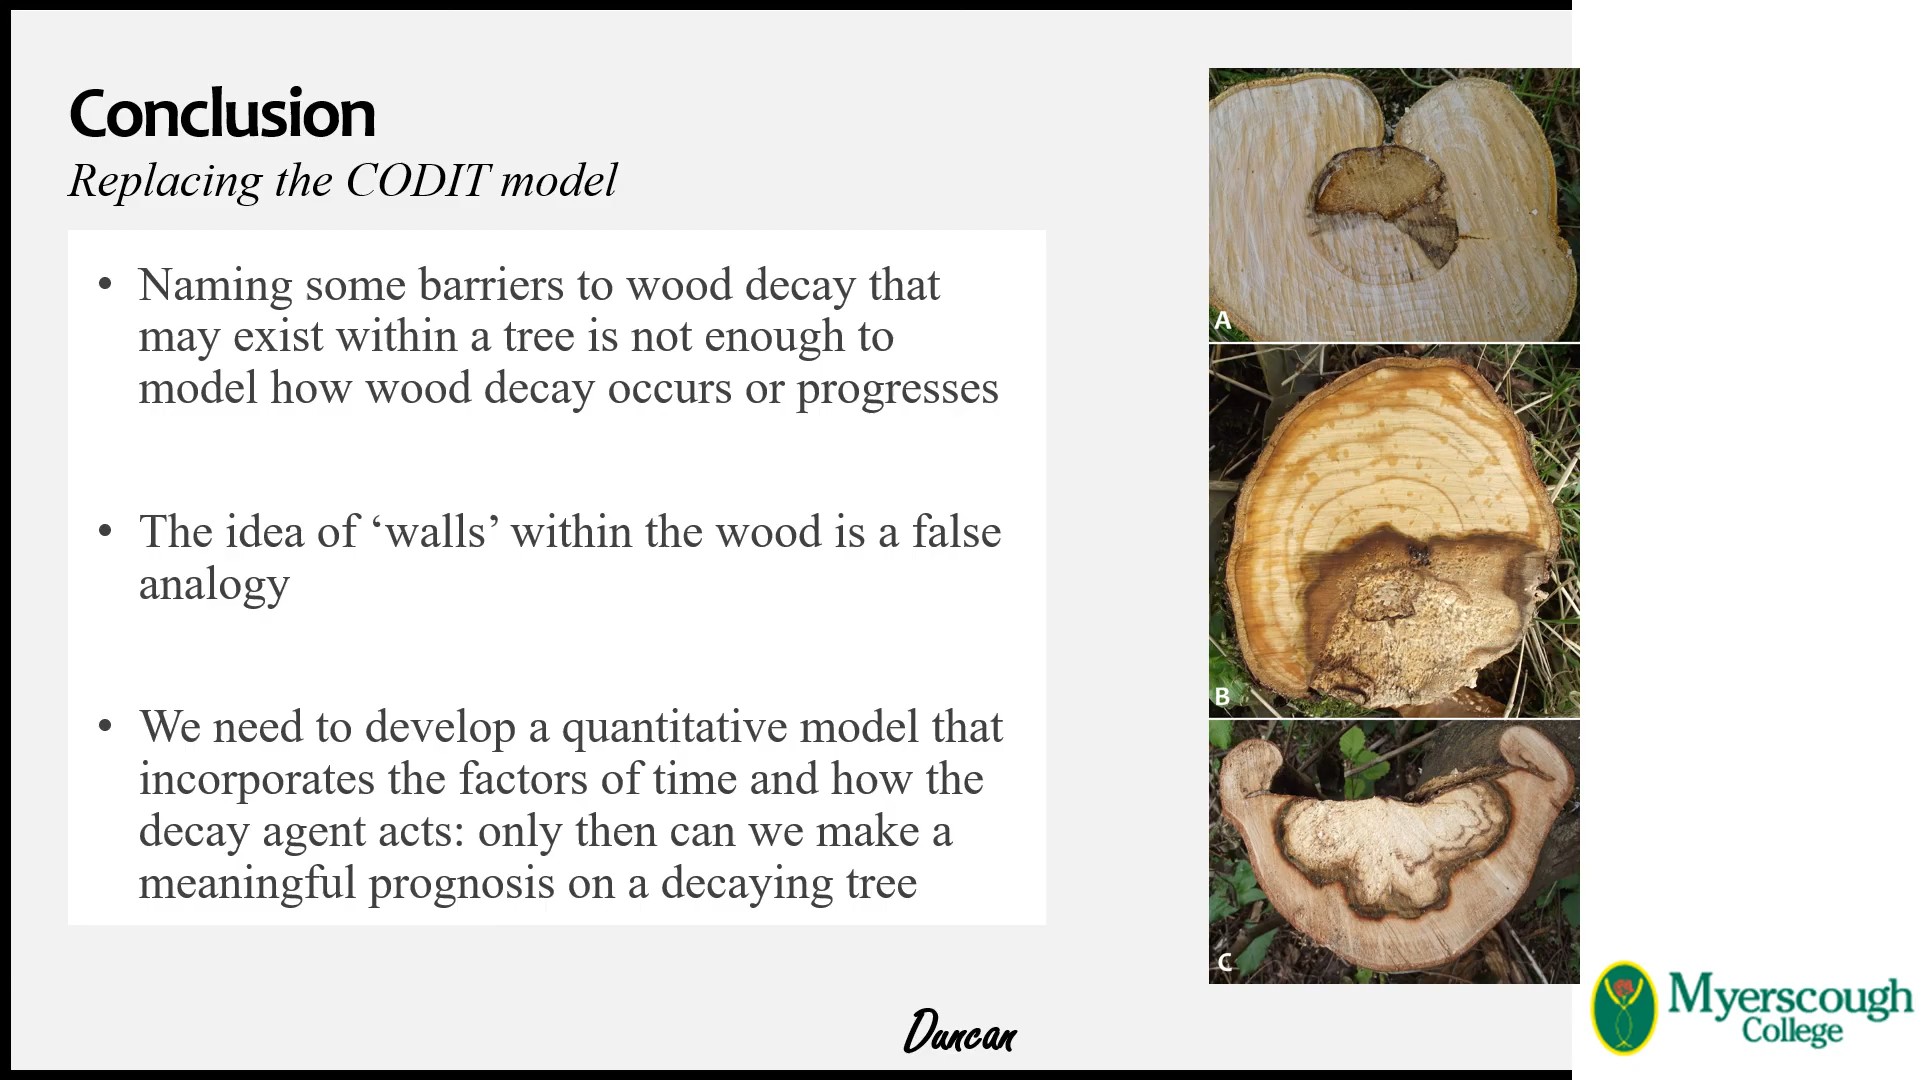 Conclusion
Replacing the CODIT model
• Naming some barriers to wood decay that
may exist within a tree is not enough to
model how wood decay occurs or progresses
• The idea of ‘walls’ within the wood is a false
analogy
• We need to develop a quantitative model that
incorporates the factors of time and how the
decay agent acts: only then can we make a
meaningful prognosis on a decaying tree
A
B
C
Duncan
Myerscough
College